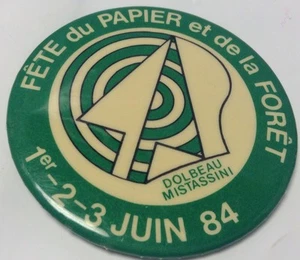 FÊTE du PAPIER et de la FORÊT
DOLBEAU
MISTASSINI
1er-2-3 JUIN 84